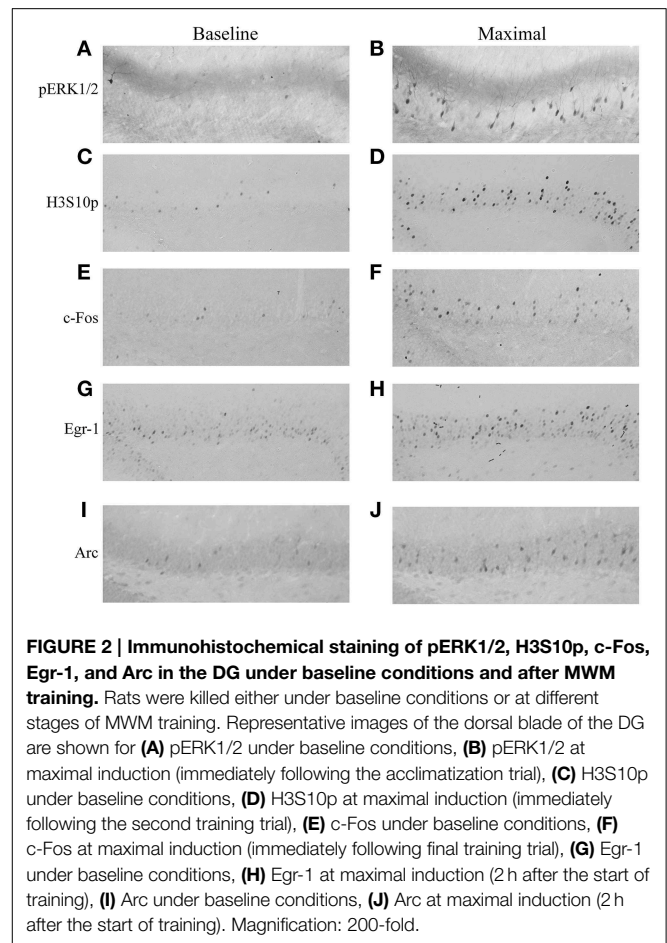 Baseline Maximal
A B
pERK1/2
C D
H3S10p
E F
c-Fos
G H
Egr-1
I J
Arc
FIGURE 2 | Immunohistochemical staining of pERK1/2, H3S10p, c-Fos,
Egr-1, and Arc in the DG under baseline conditions and after MWM
training. Rats were killed either under baseline conditions or at different
stages of MWM training. Representative images of the dorsal blade of the DG
are shown for (A) pERK1/2 under baseline conditions, (B) pERK1/2 at
maximal induction (immediately following the acclimatization trial), (C) H3S10p
under baseline conditions, (D) H3S10p at maximal induction (immediately
following the second training trial), (E) c-Fos under baseline conditions, (F)
c-Fos at maximal induction (immediately following final training trial), (G) Egr-1
under baseline conditions, (H) Egr-1 at maximal induction (2 h after the start of
training), (I) Arc under baseline conditions, (J) Arc at maximal induction (2 h
after the start of training). Magnification: 200-fold.